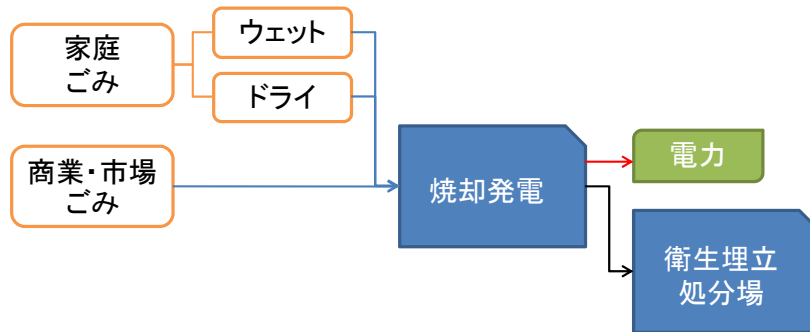 家庭
ごみ
ウェット
ドライ
商業・市場
ごみ
焼却発電
電力
衛生埋立
処分場